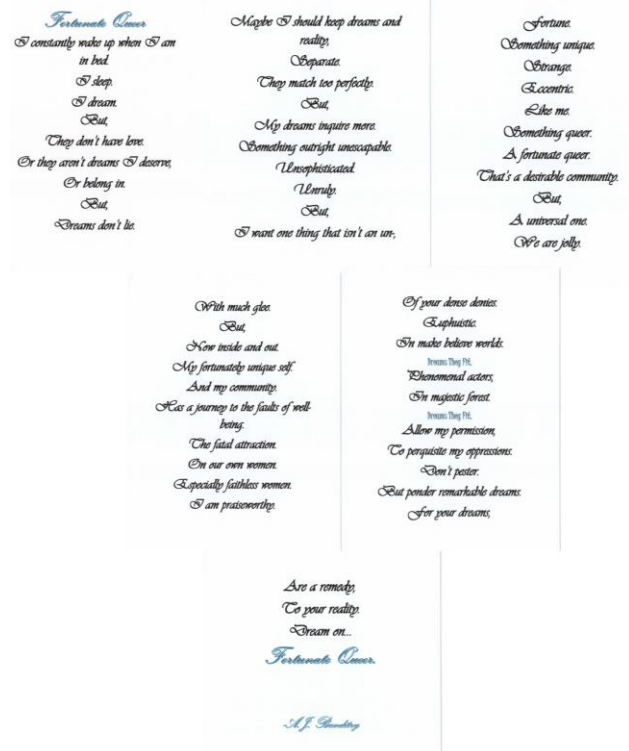 Fortunate Queer
I constantly wake up when I am
in bed.
I sleep.
I dream.
But,
They don't have love.
Or they aren't dreams I deserve,
Or belong in.
But,
Dreams don't lie.
Maybe I should keep dreams and
reality,
Separate.
They match too perfectly.
But,
My dreams inquire more.
Something outright unescapable.
Unsophisticated.
Unruly.
But,
I want one thing that isn't an un-,
Fortune.
Something unique.
Strange.
Eccentric.
Like me.
Something queer.
A fortunate queer.
That's a desirable community.
But,
A universal one.
We are jolly.
With much glee.
But,
Now inside and out.
My fortunately unique self.
And my community.
Has a journey to the faults of well-
being.
The fatal attraction.
On our own women.
Especially faithless women.
I am praiseworthy.
Of your dense denies.
Euphuistic.
In make believe worlds.
Dreams They Fit.
Phenomenal actors,
In majestic forest.
Dreams They Fit.
Allow my permission,
To perquisite my oppressions.
Don't pester.
But ponder remarkable dreams.
For your dreams,
Are a remedy,
To your reality.
Dream on...
Fortunate Queer.
A.J.